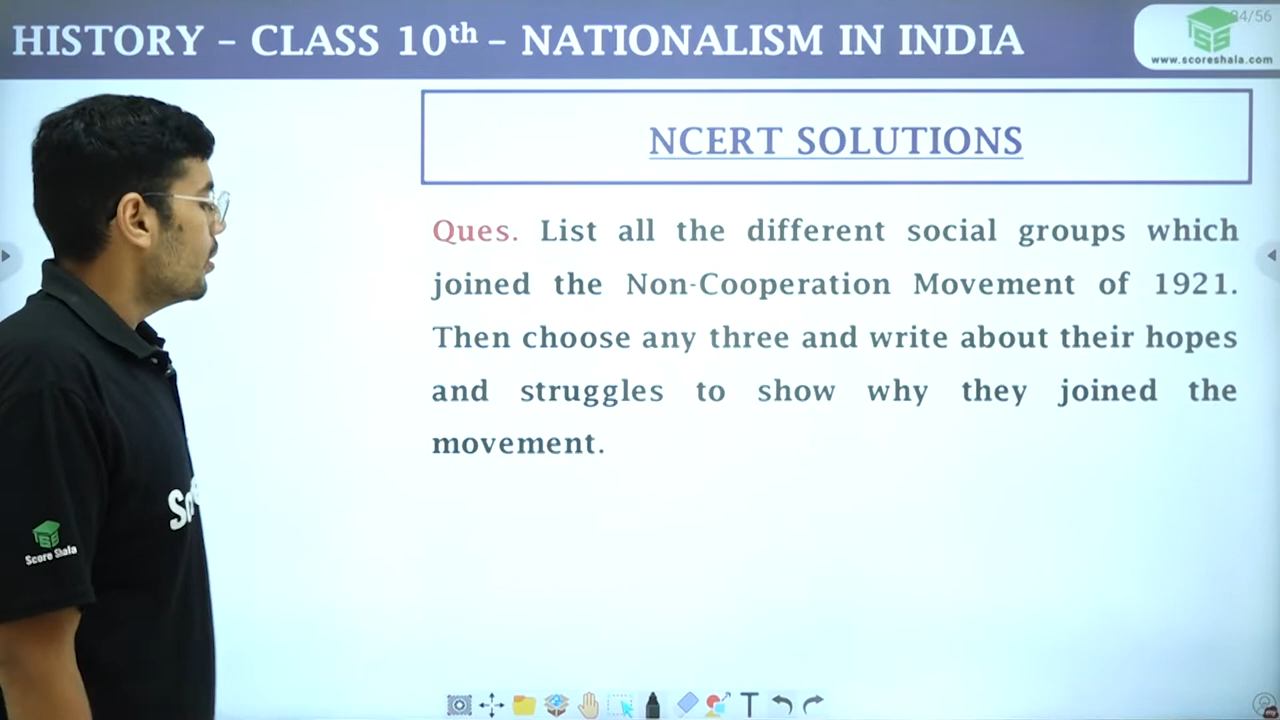 HISTORY – CLASS 10th – NATIONALISM IN INDIA
34/56
www.scoreshala.com
NCERT SOLUTIONS
Ques. List all the different social groups which
joined the Non-Cooperation Movement of 1921.
Then choose any three and write about their hopes
and struggles to show why they joined the
movement.
Score Shala
T